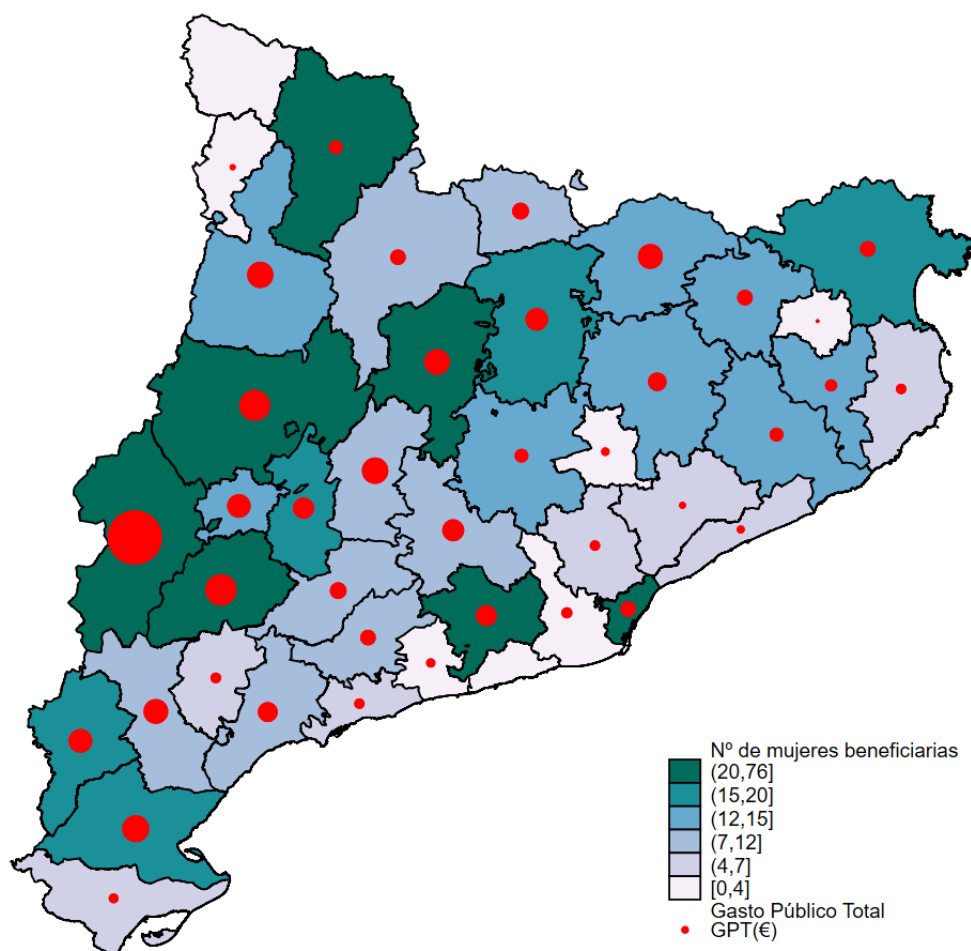 Nº de mujeres beneficiarias
(20,76]
(15,20]
(12,15]
(7,12]
(4,7]
[0,4]
Gasto Público Total
GPT(€)